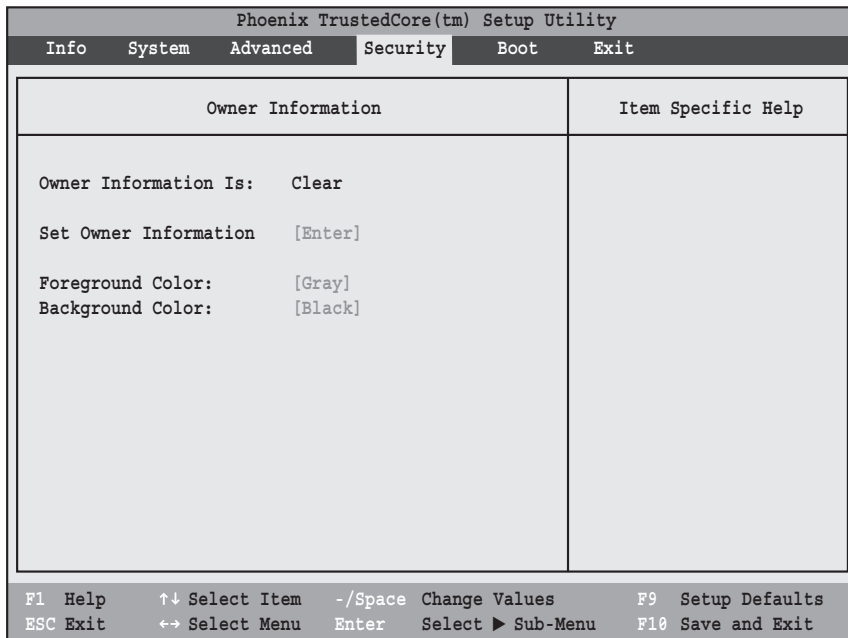 Phoenix TrustedCore(tm) Setup Utility
Info System Advanced Security Boot Exit
Owner Information
Item Specific Help
Owner Information Is: Clear
Set Owner Information [Enter]
Foreground Color: [Gray]
Background Color: [Black]
F1 Help ↑↓ Select Item -/Space Change Values F9 Setup Defaults
ESC Exit ←→ Select Menu Enter Select ▶ Sub-Menu F10 Save and Exit